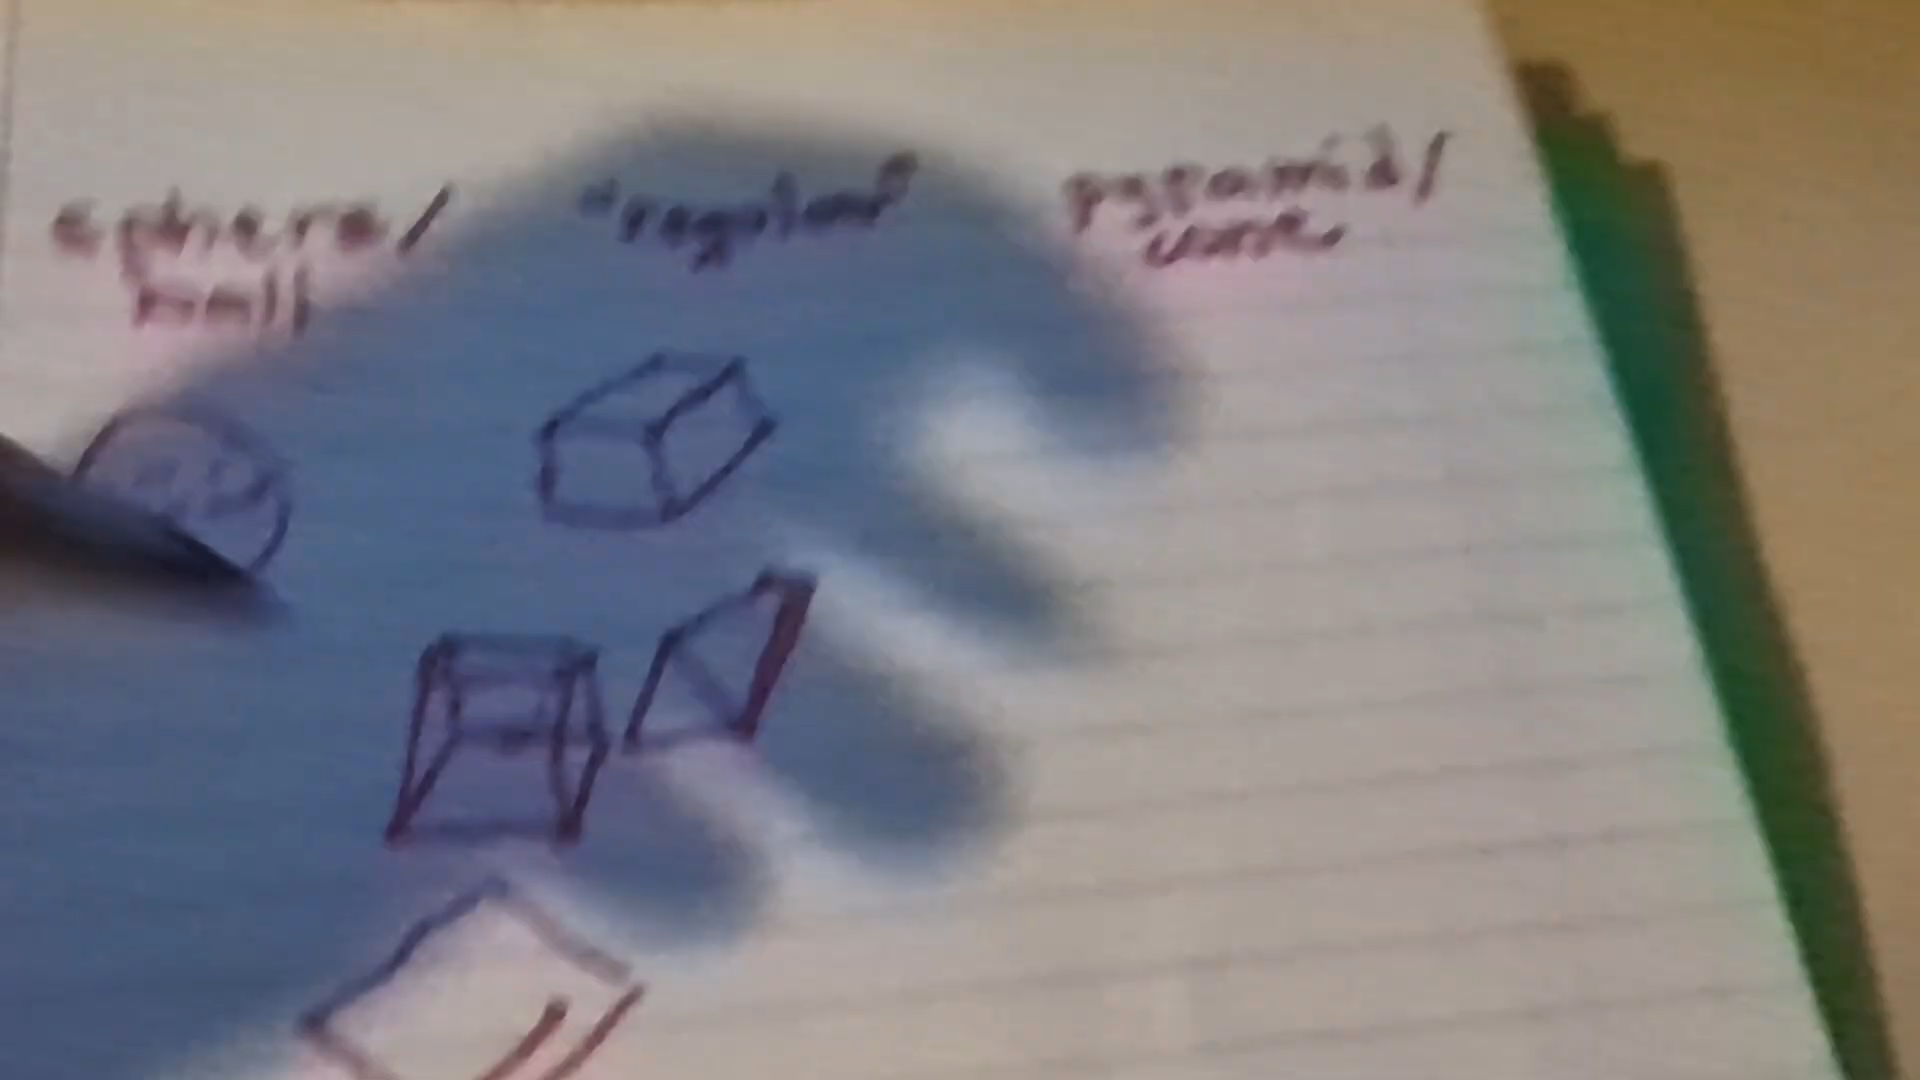 sphere/
ball
"regular"
pyramid/
cone